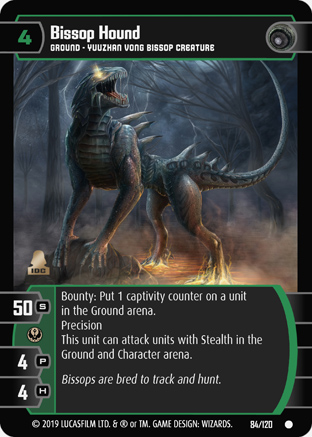 4
Bissop Hound
GROUND - YUUZHAN VONG BISSOP CREATURE
IDC
50 S
4 P
4 H
Bounty: Put 1 captivity counter on a unit
in the Ground arena.
Precision
This unit can attack units with Stealth in the
Ground and Character arena.
Bissops are bred to track and hunt.
© 2019 LUCASFILM LTD. & ® or TM. GAME DESIGN: WIZARDS.
84/120